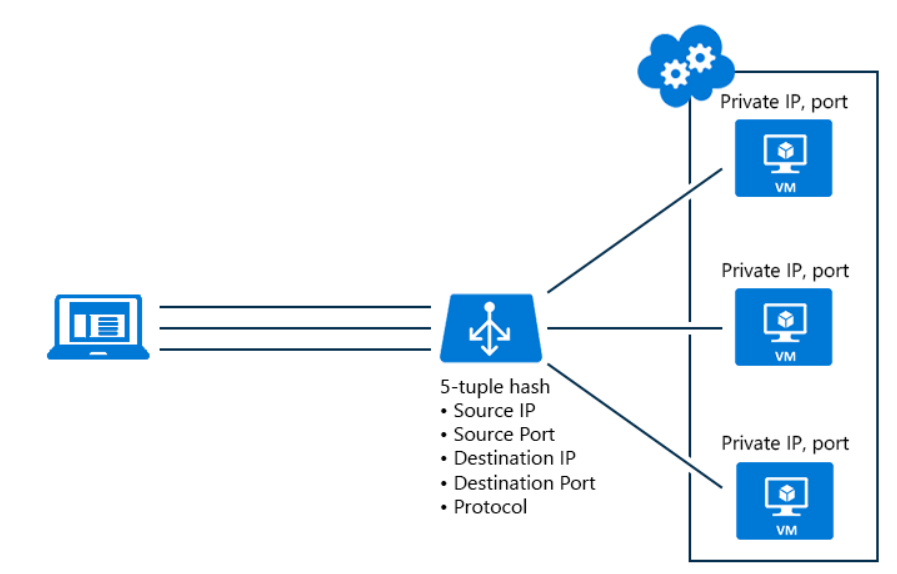 Private IP, port
VM
Private IP, port
VM
5-tuple hash
• Source IP
• Source Port
• Destination IP
• Destination Port
• Protocol
Private IP, port
VM